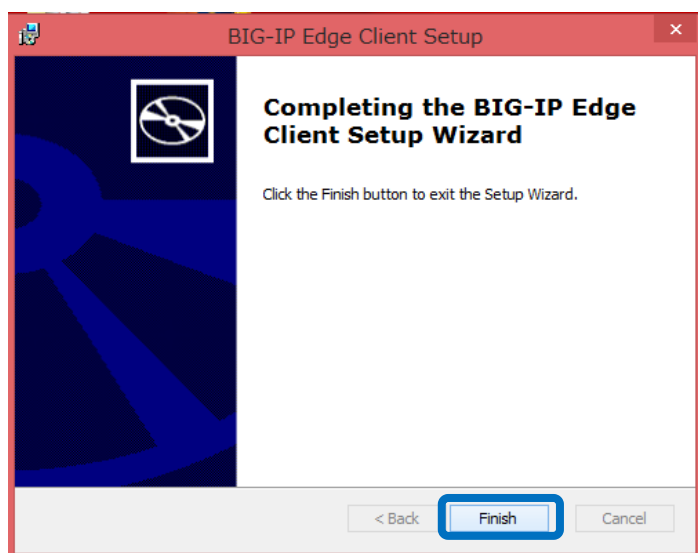 BIG-IP Edge Client Setup
Completing the BIG-IP Edge
Client Setup Wizard
Click the Finish button to exit the Setup Wizard.
< Back Finish Cancel